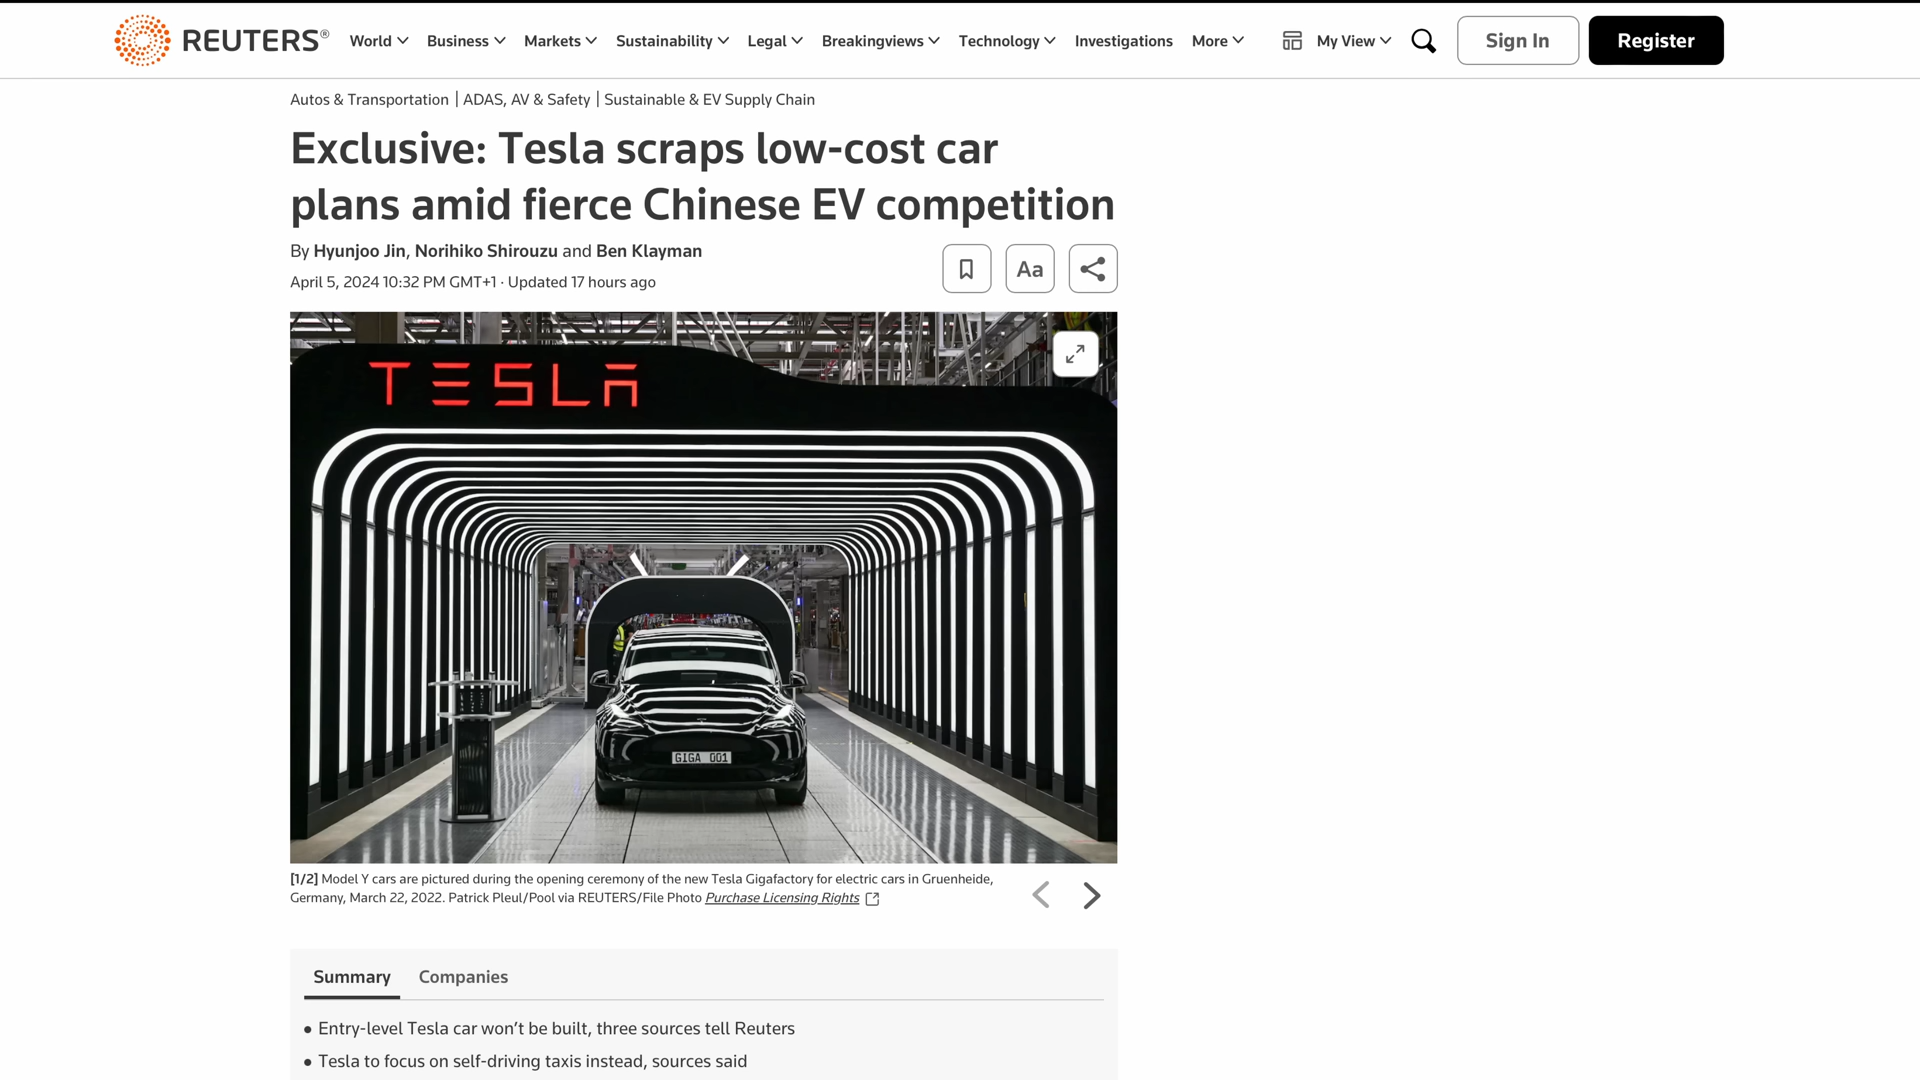 REUTERS®
World Business Markets Sustainability Legal Breakingviews Technology Investigations More My View Sign In Register
Autos & Transportation | ADAS, AV & Safety | Sustainable & EV Supply Chain
Exclusive: Tesla scraps low-cost car
plans amid fierce Chinese EV competition
By Hyunjoo Jin, Norihiko Shirouzu and Ben Klayman
April 5, 2024 10:32 PM GMT+1 · Updated 17 hours ago
Aa
TESLA
GIGA 001
[1/2] Model Y cars are pictured during the opening ceremony of the new Tesla Gigafactory for electric cars in Gruenheide,
Germany, March 22, 2022. Patrick Pleul/Pool via REUTERS/File Photo Purchase Licensing Rights
Summary Companies
• Entry-level Tesla car won’t be built, three sources tell Reuters
• Tesla to focus on self-driving taxis instead, sources said